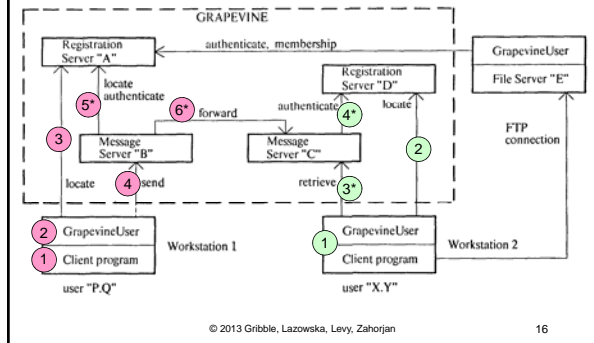 GRAPEVINE
Registration
Server "A"
authenticate, membership
GrapevineUser
File Server "E"
Registration
Server "D"
locate
authenticate
5*
6*
forward
authenticate
4*
locate
FTP
connection
3
Message
Server "B"
Message
Server "C"
2
locate
4
send
retrieve
3*
2
GrapevineUser
1
Client program
Workstation 1
user "P.Q"
1
GrapevineUser
Client program
Workstation 2
user "X.Y"
© 2013 Gribble, Lazowska, Levy, Zahorjan
16